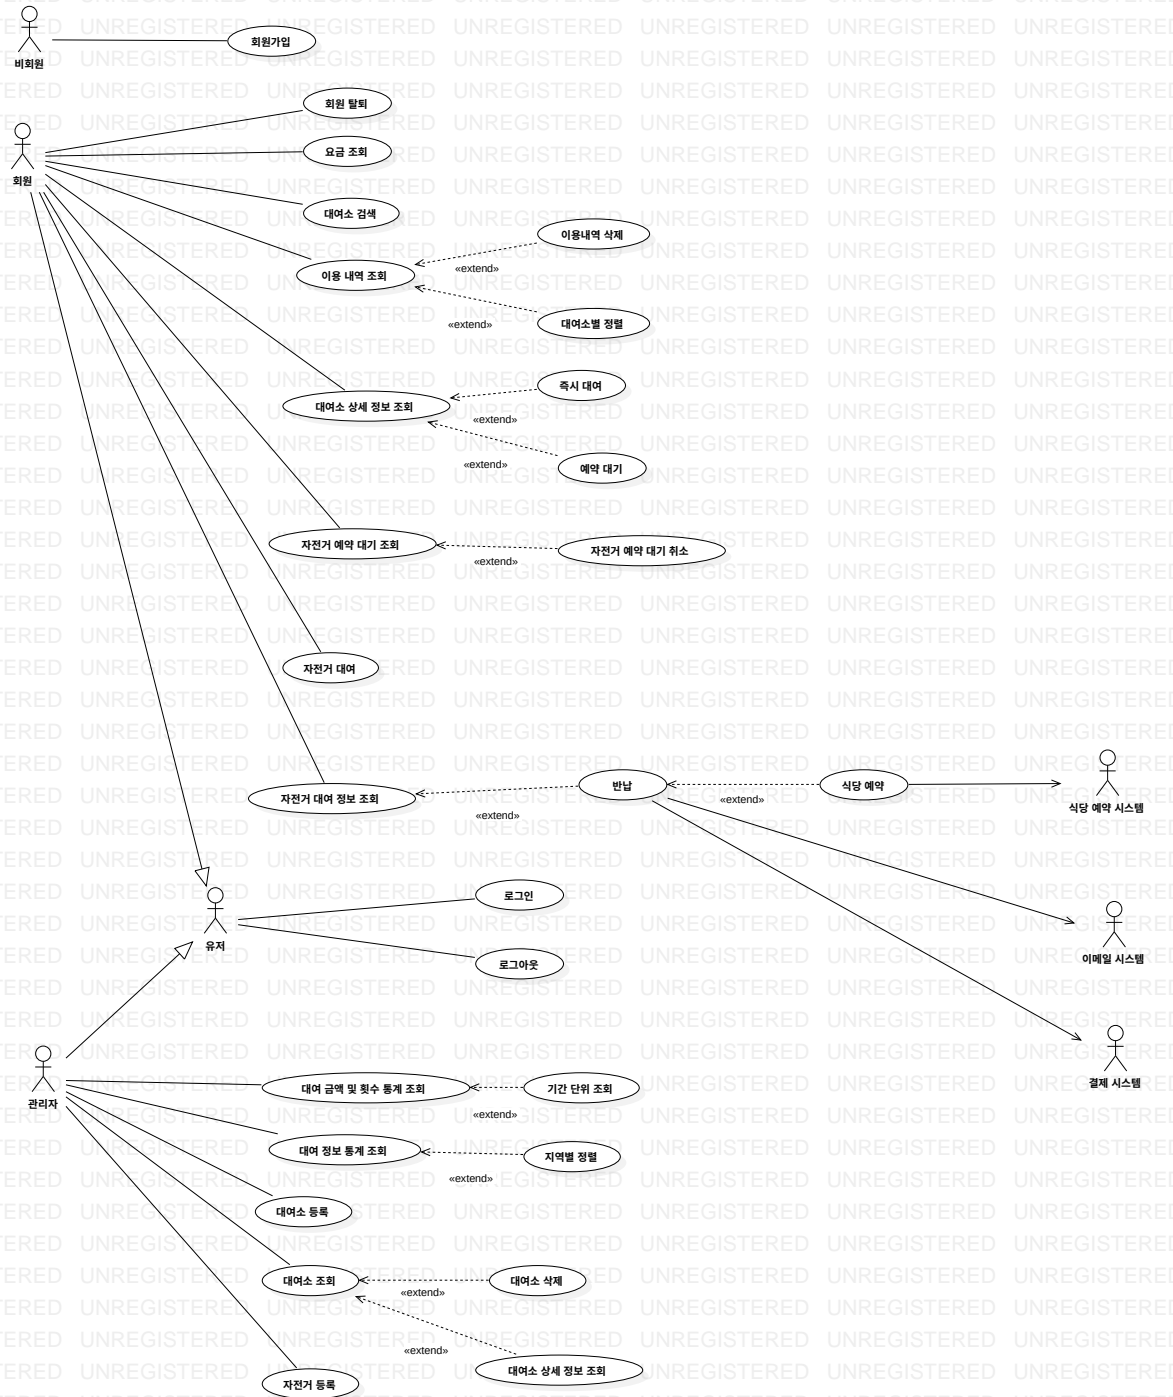 비회원
회원가입
회원 탈퇴
요금 조회
회원
대여소 검색
이용내역 삭제
이용 내역 조회
«extend»
대여소별 정렬
«extend»
즉시 대여
대여소 상세 정보 조회
«extend»
예약 대기
«extend»
자전거 예약 대기 조회
자전거 예약 대기 취소
«extend»
자전거 대여
자전거 대여 정보 조회
«extend»
반납
«extend»
식당 예약
식당 예약 시스템
로그인
유저
로그아웃
이메일 시스템
결제 시스템
관리자
대여 금액 및 횟수 통계 조회
기간 단위 조회
«extend»
대여 정보 통계 조회
지역별 정렬
«extend»
대여소 등록
대여소 조회
대여소 삭제
«extend»
«extend»
대여소 상세 정보 조회
자전거 등록
UNREGISTERED